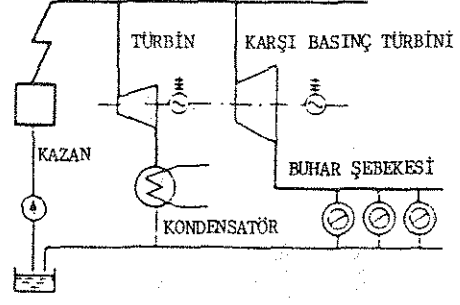 TÜRBİN
KARŞI BASINÇ TÜRBİNİ
KAZAN
BUHAR ŞEBEKESİ
KONDENSATÖR